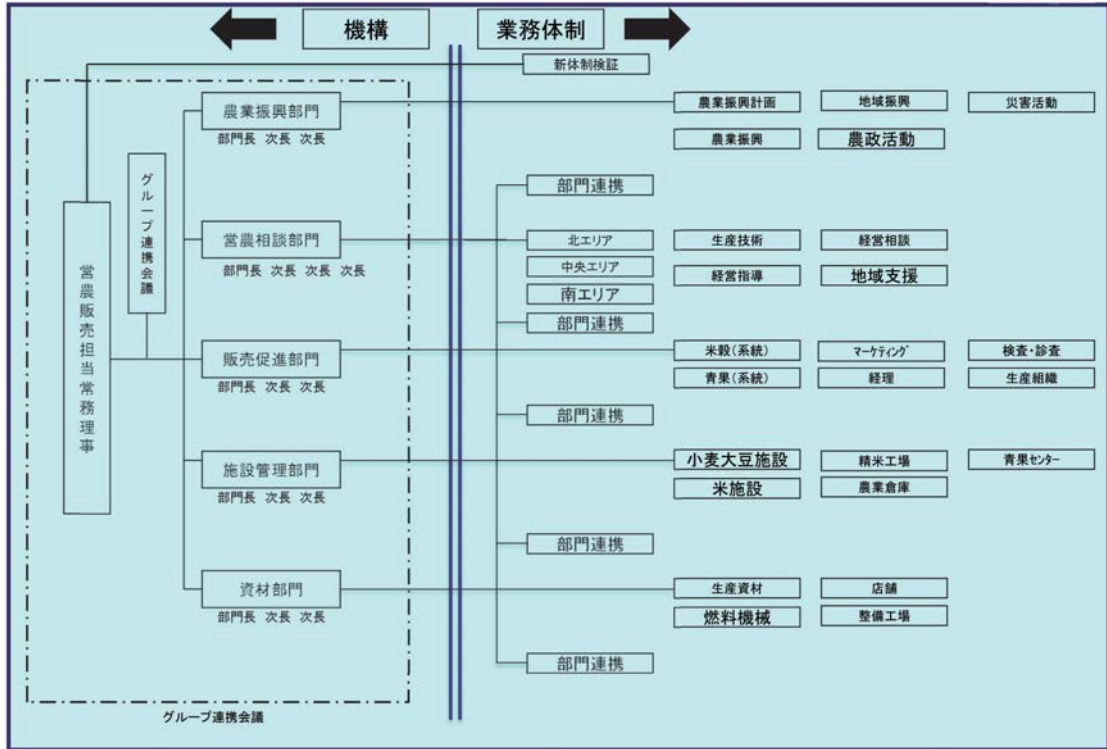 機構
業務体制
新体制検証
農業振興部門
部門長 次長 次長
農業振興計画
地域振興
災害活動
農業振興
農政活動
グループ連携会議
営農販売担当常務理事
部門連携
営農相談部門
部門長 次長 次長 次長
北エリア
中央エリア
南エリア
生産技術
経営相談
経営指導
地域支援
部門連携
販売促進部門
部門長 次長 次長
米穀(系統)
マーケティング
検査・診査
青果(系統)
経理
生産組織
部門連携
施設管理部門
部門長 次長 次長
小麦大豆施設
精米工場
青果センター
米施設
農業倉庫
部門連携
資材部門
部門長 次長 次長
生産資材
店舗
燃料機械
整備工場
部門連携
グループ連携会議